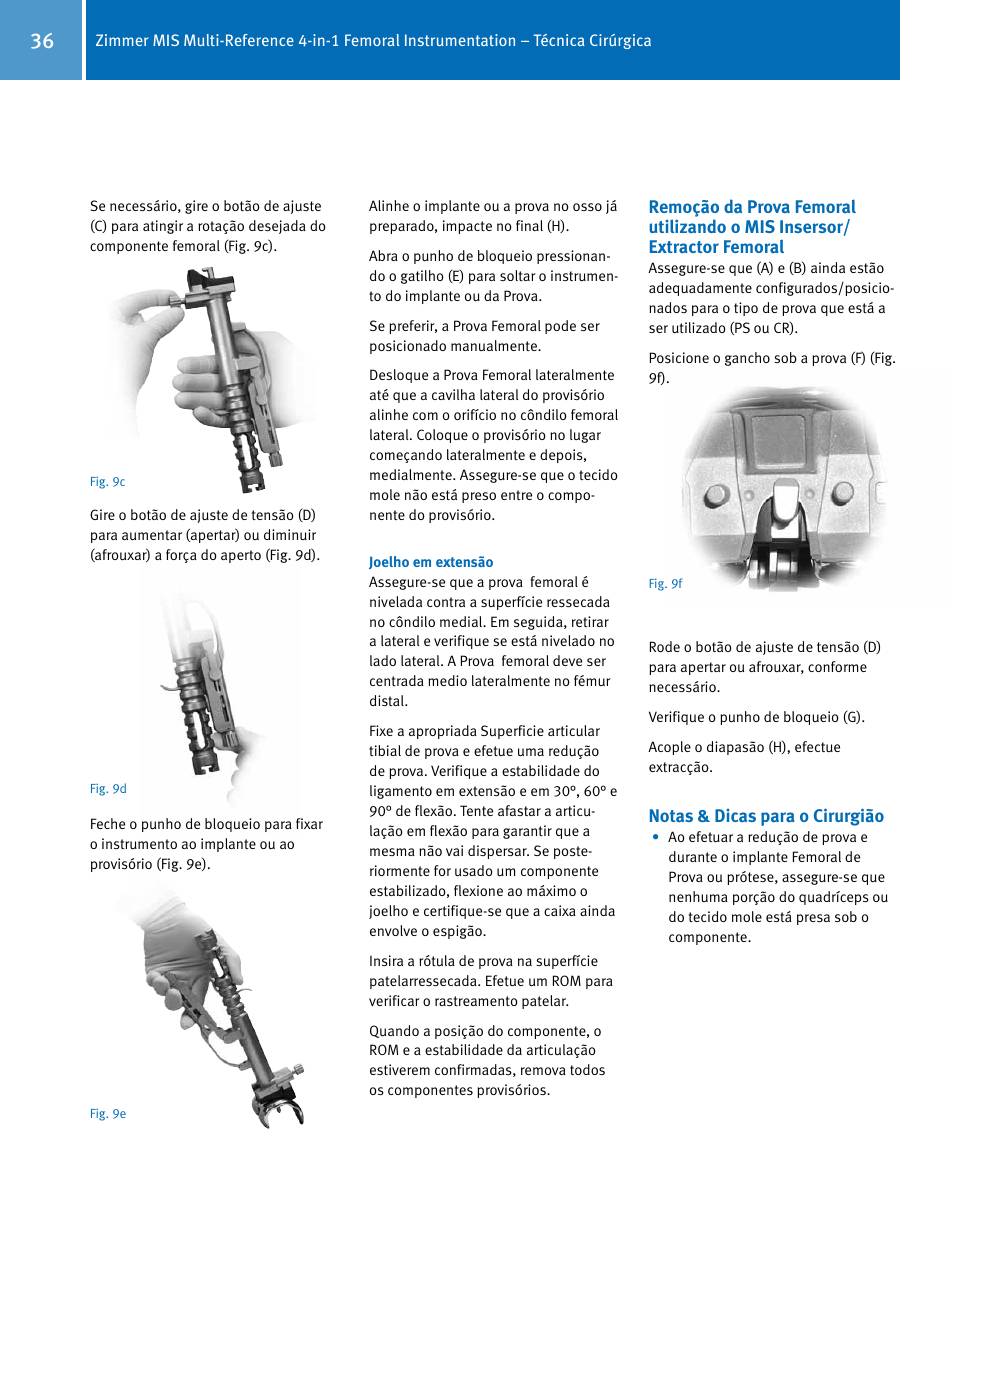 36
Zimmer MIS Multi-Reference 4-in-1 Femoral Instrumentation – Técnica Cirúrgica
Se necessário, gire o botão de ajuste
(C) para atingir a rotação desejada do
componente femoral (Fig. 9c).
Fig. 9c
Gire o botão de ajuste de tensão (D)
para aumentar (apertar) ou diminuir
(afrouxar) a força do aperto (Fig. 9d).
Fig. 9d
Feche o punho de bloqueio para fixar
o instrumento ao implante ou ao
provisório (Fig. 9e).
Fig. 9e
Alinhe o implante ou a prova no osso já
preparado, impacte no final (H).
Abra o punho de bloqueio pressionan-
do o gatilho (E) para soltar o instrumen-
to do implante ou da Prova.
Se preferir, a Prova Femoral pode ser
posicionado manualmente.
Desloque a Prova Femoral lateralmente
até que a cavilha lateral do provisório
alinhe com o orifício no côndilo femoral
lateral. Coloque o provisório no lugar
começando lateralmente e depois,
medialmente. Assegure-se que o tecido
mole não está preso entre o compo-
nente do provisório.
Joelho em extensão
Assegure-se que a prova  femoral é
nivelada contra a superfície ressecada
no côndilo medial. Em seguida, retirar
a lateral e verifique se está nivelado no
lado lateral. A Prova  femoral deve ser
centrada medio lateralmente no fémur
distal.
Fixe a apropriada Superficie articular
tibial de prova e efetue uma redução
de prova. Verifique a estabilidade do
ligamento em extensão e em 30°, 60° e
90° de flexão. Tente afastar a articu-
lação em flexão para garantir que a
mesma não vai dispersar. Se poste-
riormente for usado um componente
estabilizado, flexione ao máximo o
joelho e certifique-se que a caixa ainda
envolve o espigão.
Insira a rótula de prova na superfície
patelarressecada. Efetue um ROM para
verificar o rastreamento patelar.
Quando a posição do componente, o
ROM e a estabilidade da articulação
estiverem confirmadas, remova todos
os componentes provisórios.
Remoção da Prova Femoral
utilizando o MIS Insersor/
Extractor Femoral
Assegure-se que (A) e (B) ainda estão
adequadamente configurados/posicio-
nados para o tipo de prova que está a
ser utilizado (PS ou CR).
Posicione o gancho sob a prova (F) (Fig.
9f).
Fig. 9f
Rode o botão de ajuste de tensão (D)
para apertar ou afrouxar, conforme
necessário.
Verifique o punho de bloqueio (G).
Acople o diapasão (H), efectue
extracção.
Notas & Dicas para o Cirurgião
• Ao efetuar a redução de prova e
durante o implante Femoral de
Prova ou prótese, assegure-se que
nenhuma porção do quadríceps ou
do tecido mole está presa sob o
componente.